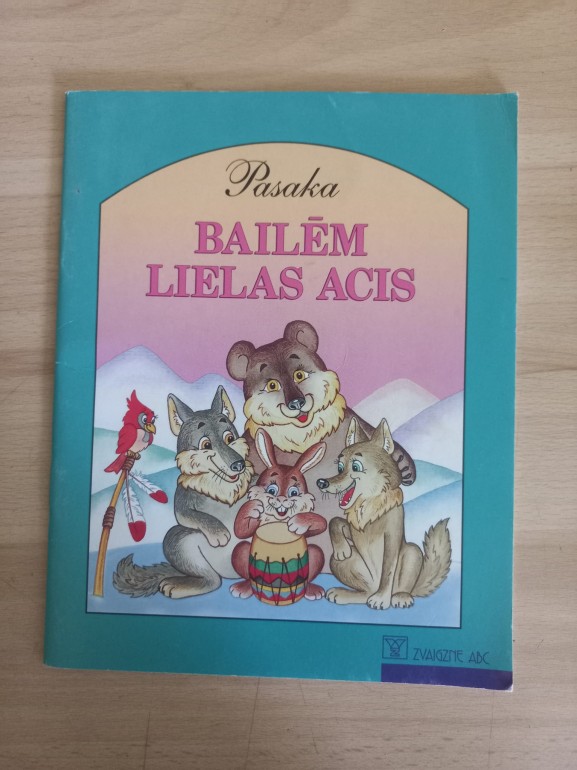 Pasaka
BAILĒM
LIELAS ACIS
ZVAIGZNE ABC